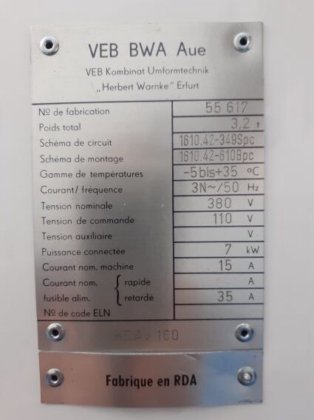 VEB BWA Aue
VEB Kombinat Umformtechnik
„Herbert Warnke" Erfurt
No de fabrication 55 617
Poids total 3,2 t
Schéma de circuit 1610.42-349Spc
Schéma de montage 1610.42-610Bpc
Gamme de températures -5bis+35 °C
Courant/ fréquence 3N~/50 Hz
Tension nominale 380 V
Tension de commande 110 V
Tension auxiliaire V
Puissance connectée 7 kW
Courant nom. machine 15 A
Courant nom. rapide A
fusible alim. retardé 35 A
No de code ELN
160
Fabrique en RDA